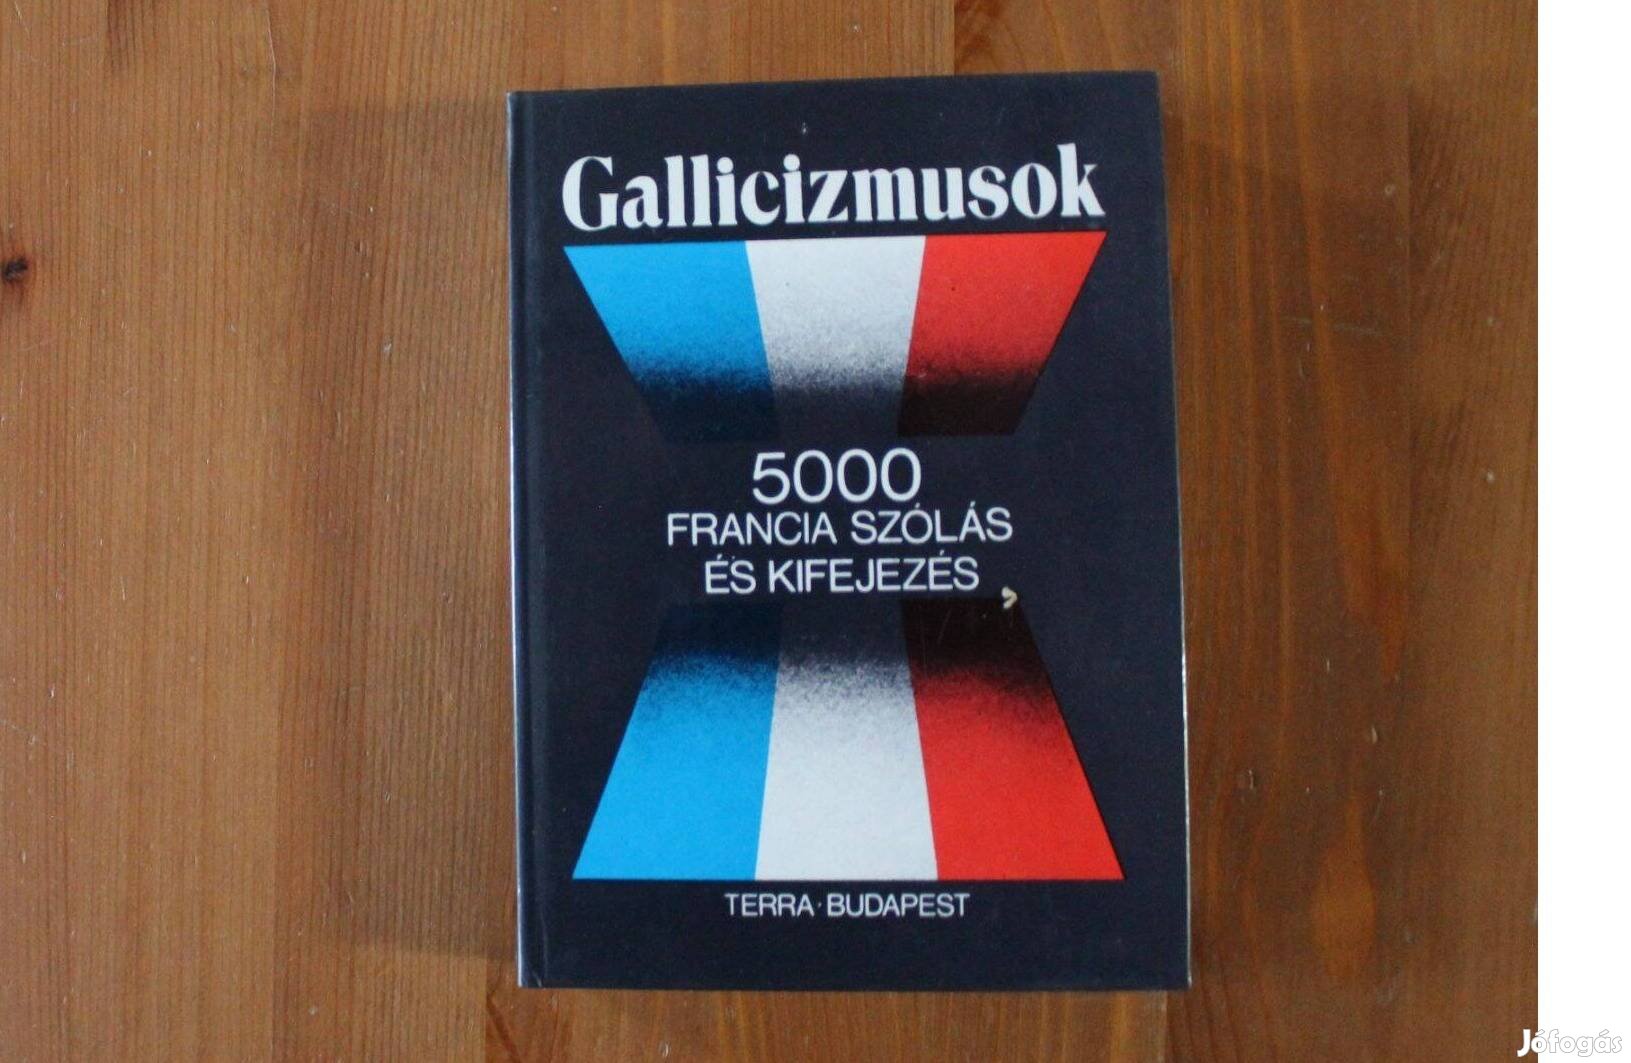 Gallicizmusok
5000
FRANCIA SZÓLÁS
ÉS KIFEJEZÉS
TERRA · BUDAPEST
Jófogás